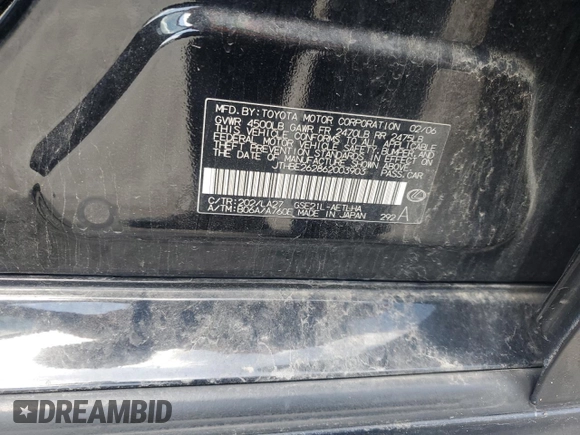 MFD. BY: TOYOTA MOTOR CORPORATION 02/06
GVWR 4500LB GAWR FR 2470LB RR 2475LB
THIS VEHICLE CONFORMS TO ALL APPLICABLE
FEDERAL MOTOR VEHICLE SAFETY, BUMPER, AND
THEFT PREVENTION STANDARDS IN EFFECT ON
THE DATE OF MANUFACTURE SHOWN ABOVE.
JTHBE262862003903 PASS.CAR
C/TR: 202/LA27 GSE21L-AETLHA
A/TM: B06A/A760E MADE IN JAPAN 292 A
DREAMBID